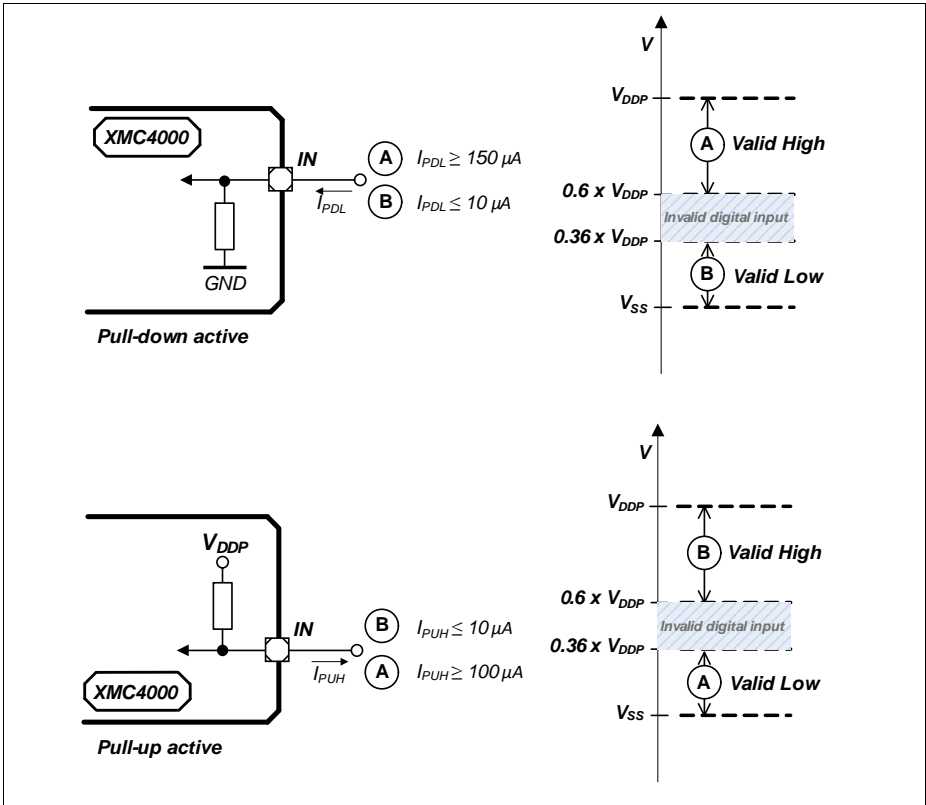 XMC4000
IN
A I_PDL ≥ 150 µA
I_PDL
B I_PDL ≤ 10 µA
GND
Pull-down active
V
V_DDP
A Valid High
0.6 x V_DDP
Invalid digital input
0.36 x V_DDP
B Valid Low
V_SS
V_DDP
IN
B I_PUH ≤ 10 µA
I_PUH
A I_PUH ≥ 100 µA
XMC4000
Pull-up active
V
V_DDP
B Valid High
0.6 x V_DDP
Invalid digital input
0.36 x V_DDP
A Valid Low
V_SS